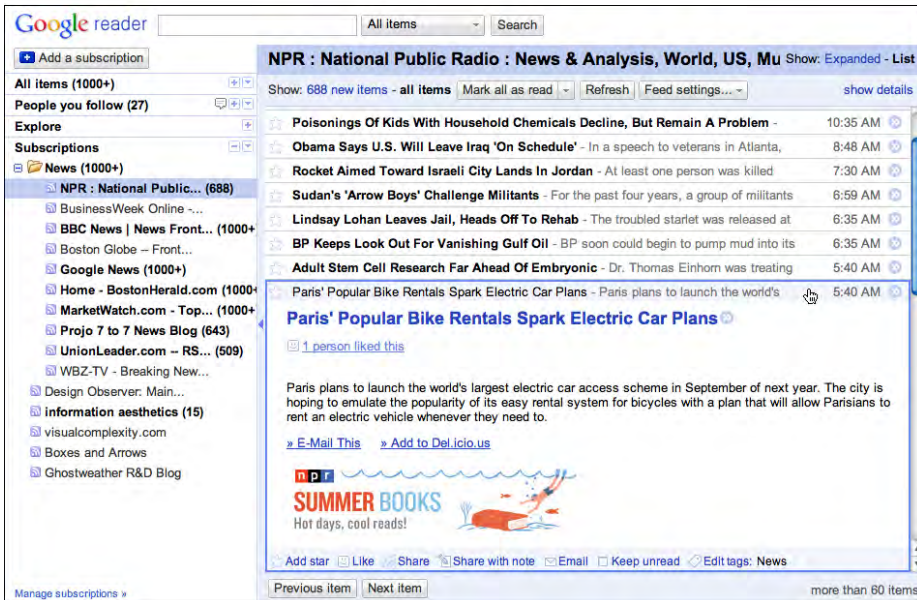 Google reader
All items
Search
Add a subscription
All items (1000+)
People you follow (27)
Explore
Subscriptions
News (1000+)
NPR : National Public... (688)
BusinessWeek Online -...
BBC News | News Front... (1000+
Boston Globe -- Front...
Google News (1000+)
Home - BostonHerald.com (1000+
MarketWatch.com - Top... (1000+
Projo 7 to 7 News Blog (643)
UnionLeader.com -- RS... (509)
WBZ-TV - Breaking New...
Design Observer: Main...
information aesthetics (15)
visualcomplexity.com
Boxes and Arrows
Ghostweather R&D Blog
Manage subscriptions »
NPR : National Public Radio : News & Analysis, World, US, Mu Show: Expanded - List
Show: 688 new items - all items Mark all as read Refresh Feed settings... show details
Poisonings Of Kids With Household Chemicals Decline, But Remain A Problem - 10:35 AM
Obama Says U.S. Will Leave Iraq 'On Schedule' - In a speech to veterans in Atlanta, 8:48 AM
Rocket Aimed Toward Israeli City Lands In Jordan - At least one person was killed 7:30 AM
Sudan's 'Arrow Boys' Challenge Militants - For the past four years, a group of militants 6:59 AM
Lindsay Lohan Leaves Jail, Heads Off To Rehab - The troubled starlet was released at 6:35 AM
BP Keeps Look Out For Vanishing Gulf Oil - BP soon could begin to pump mud into its 6:35 AM
Adult Stem Cell Research Far Ahead Of Embryonic - Dr. Thomas Einhorn was treating 5:40 AM
Paris' Popular Bike Rentals Spark Electric Car Plans - Paris plans to launch the world's 5:40 AM
Paris' Popular Bike Rentals Spark Electric Car Plans
1 person liked this
Paris plans to launch the world's largest electric car access scheme in September of next year. The city is
hoping to emulate the popularity of its easy rental system for bicycles with a plan that will allow Parisians to
rent an electric vehicle whenever they need to.
» E-Mail This » Add to Del.icio.us
npr
SUMMER BOOKS
Hot days, cool reads!
Add star Like Share Share with note Email Keep unread Edit tags: News
Previous item Next item more than 60 items